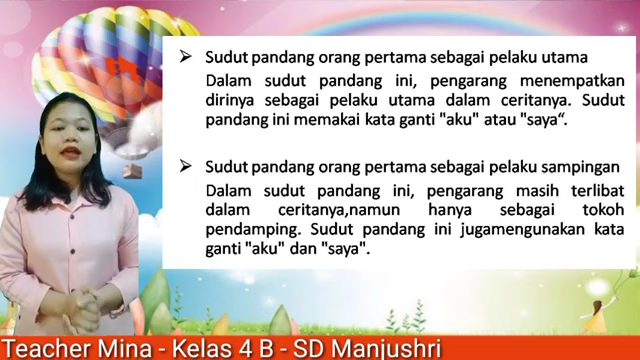 Sudut pandang orang pertama sebagai pelaku utama
Dalam sudut pandang ini, pengarang menempatkan
dirinya sebagai pelaku utama dalam ceritanya. Sudut
pandang ini memakai kata ganti "aku" atau "saya“.
Sudut pandang orang pertama sebagai pelaku sampingan
Dalam sudut pandang ini, pengarang masih terlibat
dalam ceritanya,namun hanya sebagai tokoh
pendamping. Sudut pandang ini jugamengunakan kata
ganti "aku" dan "saya".
Teacher Mina - Kelas 4 B - SD Manjushri